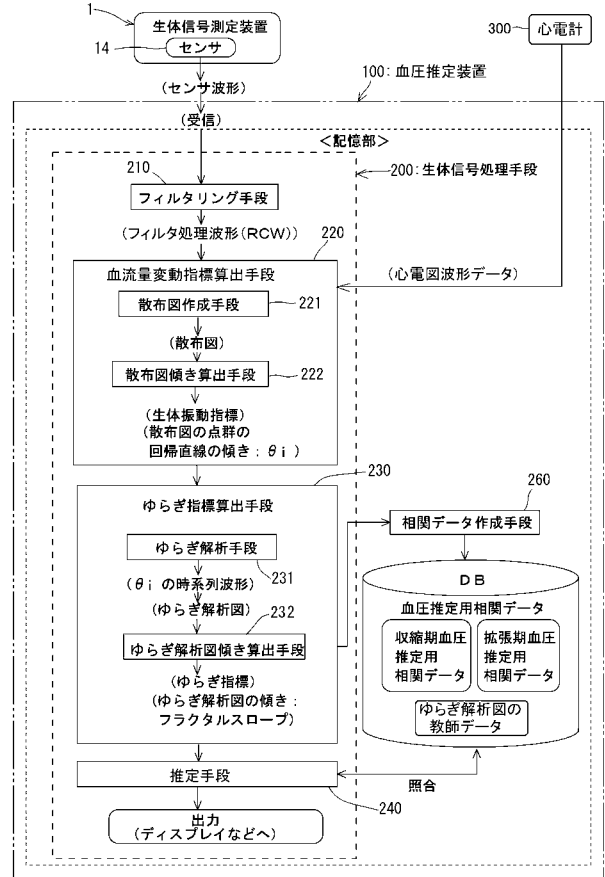 1
生体信号測定装置
14
センサ
300
心電計
(センサ波形)
100:血圧推定装置
(受信)
<記憶部>
210
200:生体信号処理手段
フィルタリング手段
(フィルタ処理波形(RCW))
220
血流量変動指標算出手段
(心電図波形データ)
散布図作成手段
221
(散布図)
散布図傾き算出手段
222
(生体振動指標)
(散布図の点群の
回帰直線の傾き:θi)
230
ゆらぎ指標算出手段
260
相関データ作成手段
ゆらぎ解析手段
231
(θiの時系列波形)
(ゆらぎ解析図)
232
ゆらぎ解析図傾き算出手段
(ゆらぎ指標)
(ゆらぎ解析図の傾き:
フラクタルスロープ)
DB
血圧推定用相関データ
収縮期血圧
推定用
相関データ
拡張期血圧
推定用
相関データ
ゆらぎ解析図の
教師データ
推定手段
照合
240
出力
(ディスプレイなどへ)